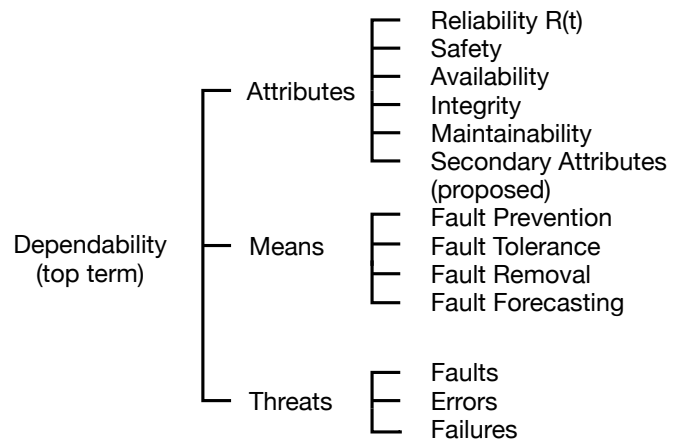 Dependability
(top term)
Attributes
Reliability R(t)
Safety
Availability
Integrity
Maintainability
Secondary Attributes
(proposed)
Means
Fault Prevention
Fault Tolerance
Fault Removal
Fault Forecasting
Threats
Faults
Errors
Failures